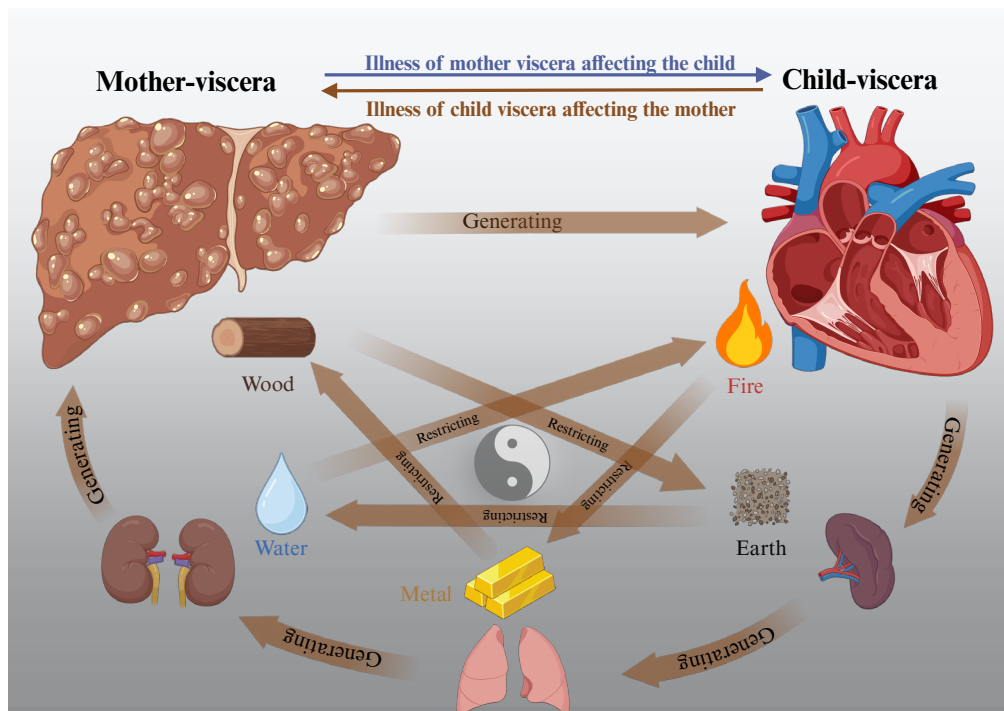 Illness of mother viscera affecting the child
Mother-viscera
Child-viscera
Illness of child viscera affecting the mother
Generating
Wood
Fire
Restricting
Restricting
Restricting
Restricting
Generating
Generating
Restricting
Water
Earth
Metal
Generating
Generating